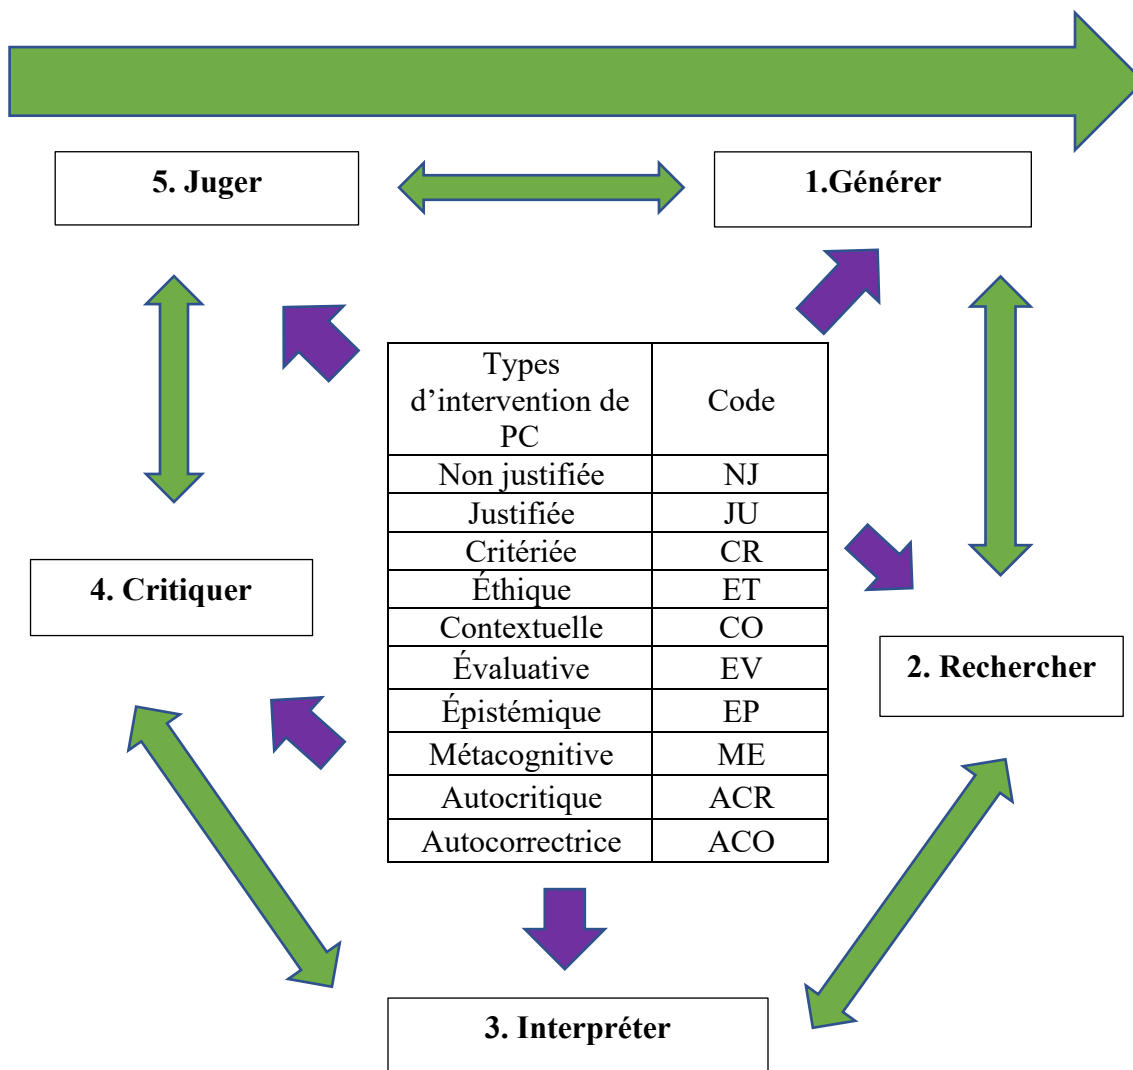 5. Juger
1.Générer
Types
d’intervention de
PC
Code
Non justifiée
NJ
Justifiée
JU
Critériée
CR
Éthique
ET
Contextuelle
CO
Évaluative
EV
Épistémique
EP
Métacognitive
ME
Autocritique
ACR
Autocorrectrice
ACO
4. Critiquer
2. Rechercher
3. Interpréter